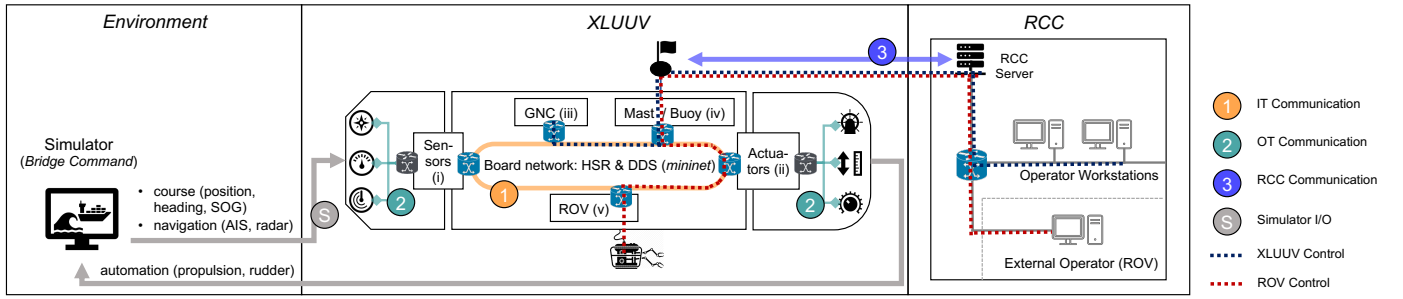 Environment
XLUUV
RCC
Simulator
(Bridge Command)
• course (position,
heading, SOG)
• navigation (AIS, radar)
automation (propulsion, rudder)
S
Sen-
sors
(i)
2
GNC (iii)
Mast / Buoy (iv)
Board network: HSR & DDS (mininet)
1
ROV (v)
Actua-
tors (ii)
2
3
RCC
Server
Operator Workstations
External Operator (ROV)
1 IT Communication
2 OT Communication
3 RCC Communication
S Simulator I/O
XLUUV Control
ROV Control